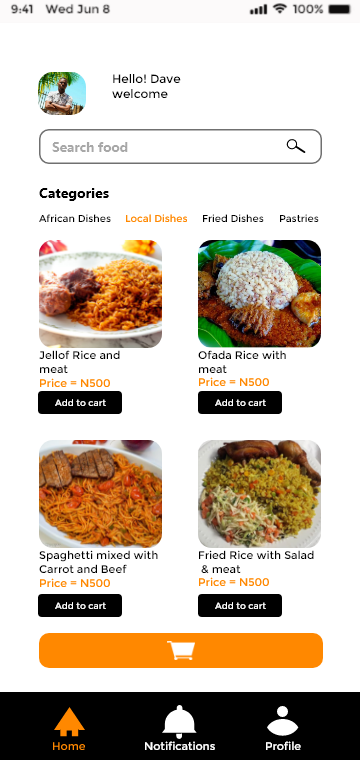 9:41 Wed Jun 8 100%
Hello! Dave
welcome
Search food
Categories
African Dishes Local Dishes Fried Dishes Pastries
Jellof Rice and
meat
Price = N500
Add to cart
Ofada Rice with
meat
Price = N500
Add to cart
Spaghetti mixed with
Carrot and Beef
Price = N500
Add to cart
Fried Rice with Salad
& meat
Price = N500
Add to cart
Home Notifications Profile